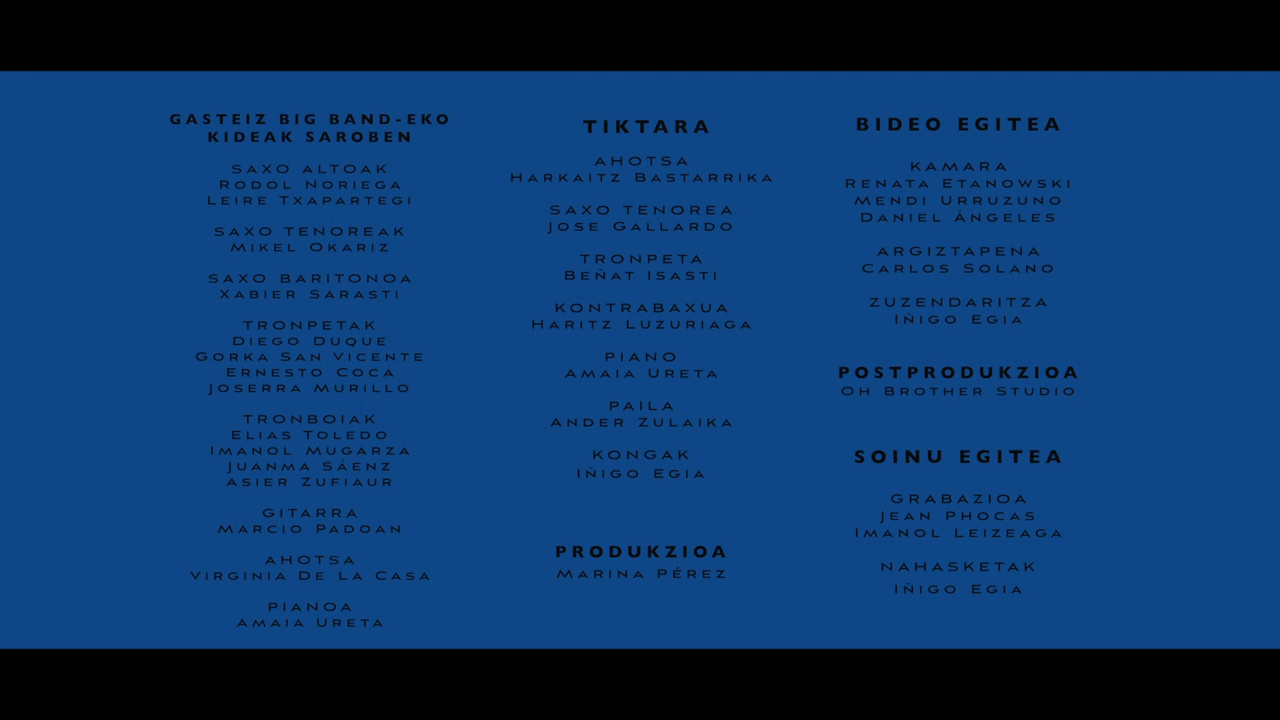 GASTEIZ BIG BAND-EKO
KIDEAK SAROBEN
SAXO ALTOAK
RODOL NORIEGA
LEIRE TXAPARTEGI
SAXO TENOREAK
MIKEL OKARIZ
SAXO BARITONOA
XABIER SARASTI
TRONPETAK
DIEGO DUQUE
GORKA SAN VICENTE
ERNESTO COCA
JOSERRA MURILLO
TRONBOIAK
ELIAS TOLEDO
IMANOL MUGARZA
JUANMA SÁENZ
ASIER ZUFIAUR
GITARRA
MARCIO PADOAN
AHOTSA
VIRGINIA DE LA CASA
PIANOA
AMAIA URETA
TIKTARA
AHOTSA
HARKAITZ BASTARRIKA
SAXO TENOREA
JOSE GALLARDO
TRONPETA
BEÑAT ISASTI
KONTRABAXUA
HARITZ LUZURIAGA
PIANO
AMAIA URETA
PAILA
ANDER ZULAIKA
KONGAK
IÑIGO EGIA
PRODUKZIOA
MARINA PÉREZ
BIDEO EGITEA
KAMARA
RENATA ETANOWSKI
MENDI URRUZUNO
DANIEL ÁNGELES
ARGIZTAPENA
CARLOS SOLANO
ZUZENDARITZA
IÑIGO EGIA
POSTPRODUKZIOA
OH BROTHER STUDIO
SOINU EGITEA
GRABAZIOA
JEAN PHOCAS
IMANOL LEIZEAGA
NAHASKETAK
IÑIGO EGIA